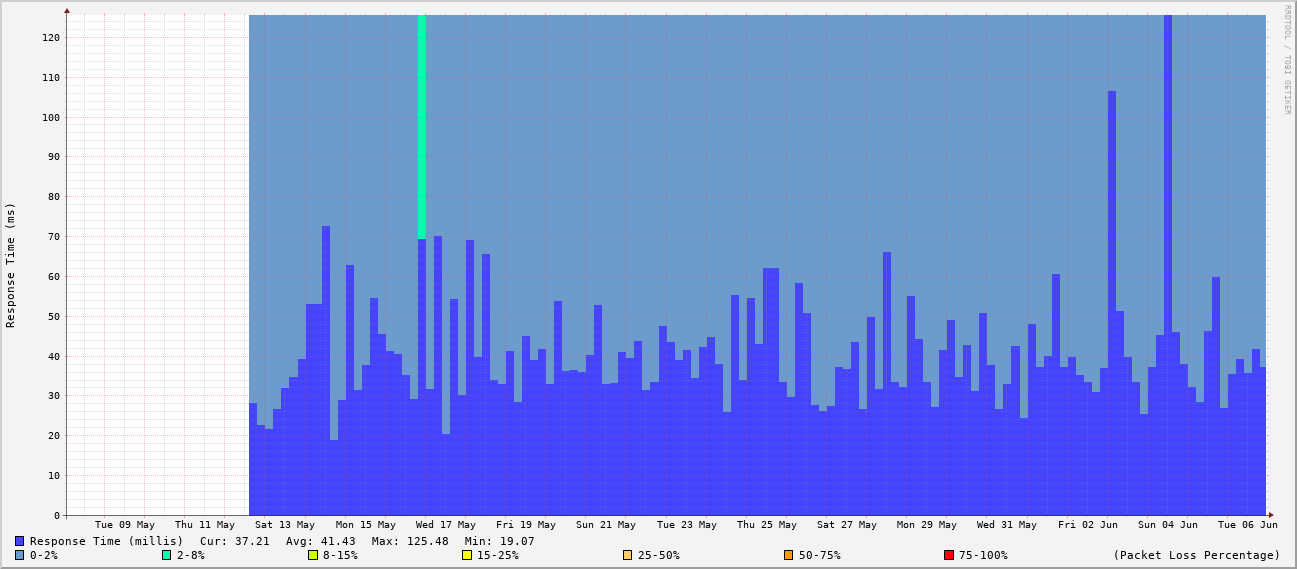 RRDTOOL / TOBI OETIKER
Response Time (ms)
120
110
100
90
80
70
60
50
40
30
20
10
0
Tue 09 May Thu 11 May Sat 13 May Mon 15 May Wed 17 May Fri 19 May Sun 21 May Tue 23 May Thu 25 May Sat 27 May Mon 29 May Wed 31 May Fri 02 Jun Sun 04 Jun Tue 06 Jun
Response Time (millis) Cur: 37.21 Avg: 41.43 Max: 125.48 Min: 19.07
0-2% 2-8% 8-15% 15-25% 25-50% 50-75% 75-100% (Packet Loss Percentage)